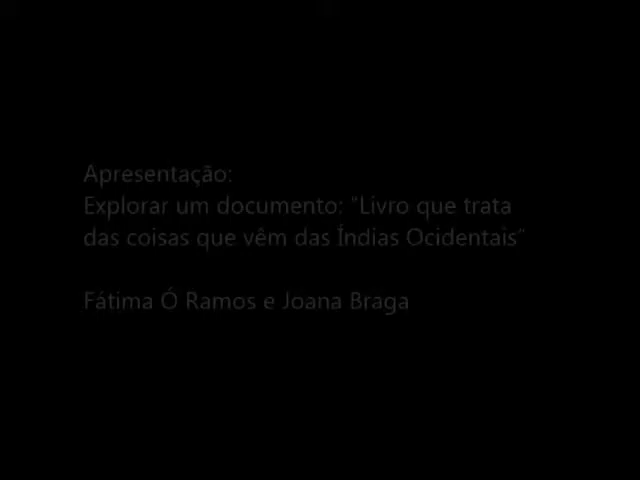 Apresentação:
Explorar um documento: "Livro que trata
das coisas que vêm das Índias Ocidentais"
Fátima Ó Ramos e Joana Braga